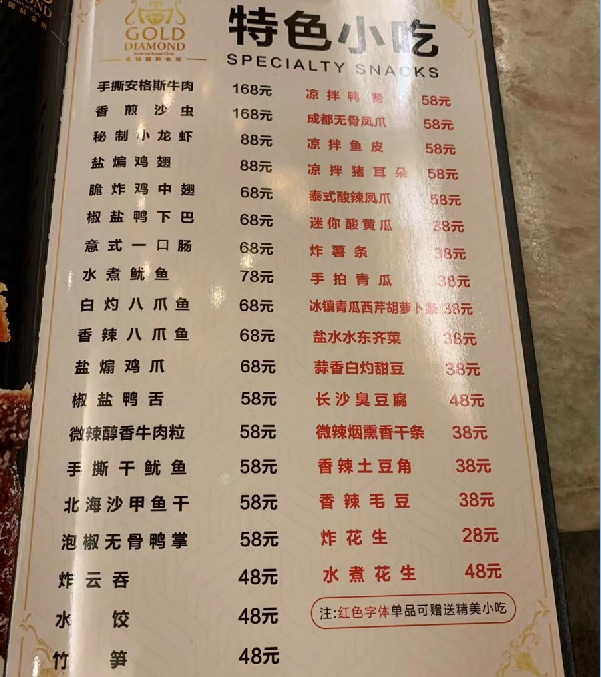 GOLD
DIAMOND
特色小吃
SPECIALTY SNACKS
手撕安格斯牛肉 168元
香煎沙虫 168元
秘制小龙虾 88元
盐煸鸡翅 88元
脆炸鸡中翅 68元
椒盐鸭下巴 68元
意式一口肠 68元
水煮鱿鱼 78元
白灼八爪鱼 68元
香辣八爪鱼 68元
盐焗鸡爪 68元
椒盐鸭舌 58元
微辣醇香牛肉粒 58元
手撕干鱿鱼 58元
北海沙甲鱼干 58元
泡椒无骨鸭掌 58元
炸云吞 48元
水饺 48元
竹笋 48元
凉拌鸭肾 58元
成都无骨凤爪 58元
凉拌鱼皮 58元
凉拌猪耳朵 58元
泰式酸辣凤爪 58元
迷你酸黄瓜 38元
炸薯条 38元
手拍青瓜 38元
冰镇青瓜西芹胡萝卜条 38元
盐水水东齐菜 38元
蒜香白灼甜豆 38元
长沙臭豆腐 48元
微辣烟熏香干条 38元
香辣土豆角 38元
香辣毛豆 38元
炸花生 28元
水煮花生 48元
注:红色字体单品可赠送精美小吃